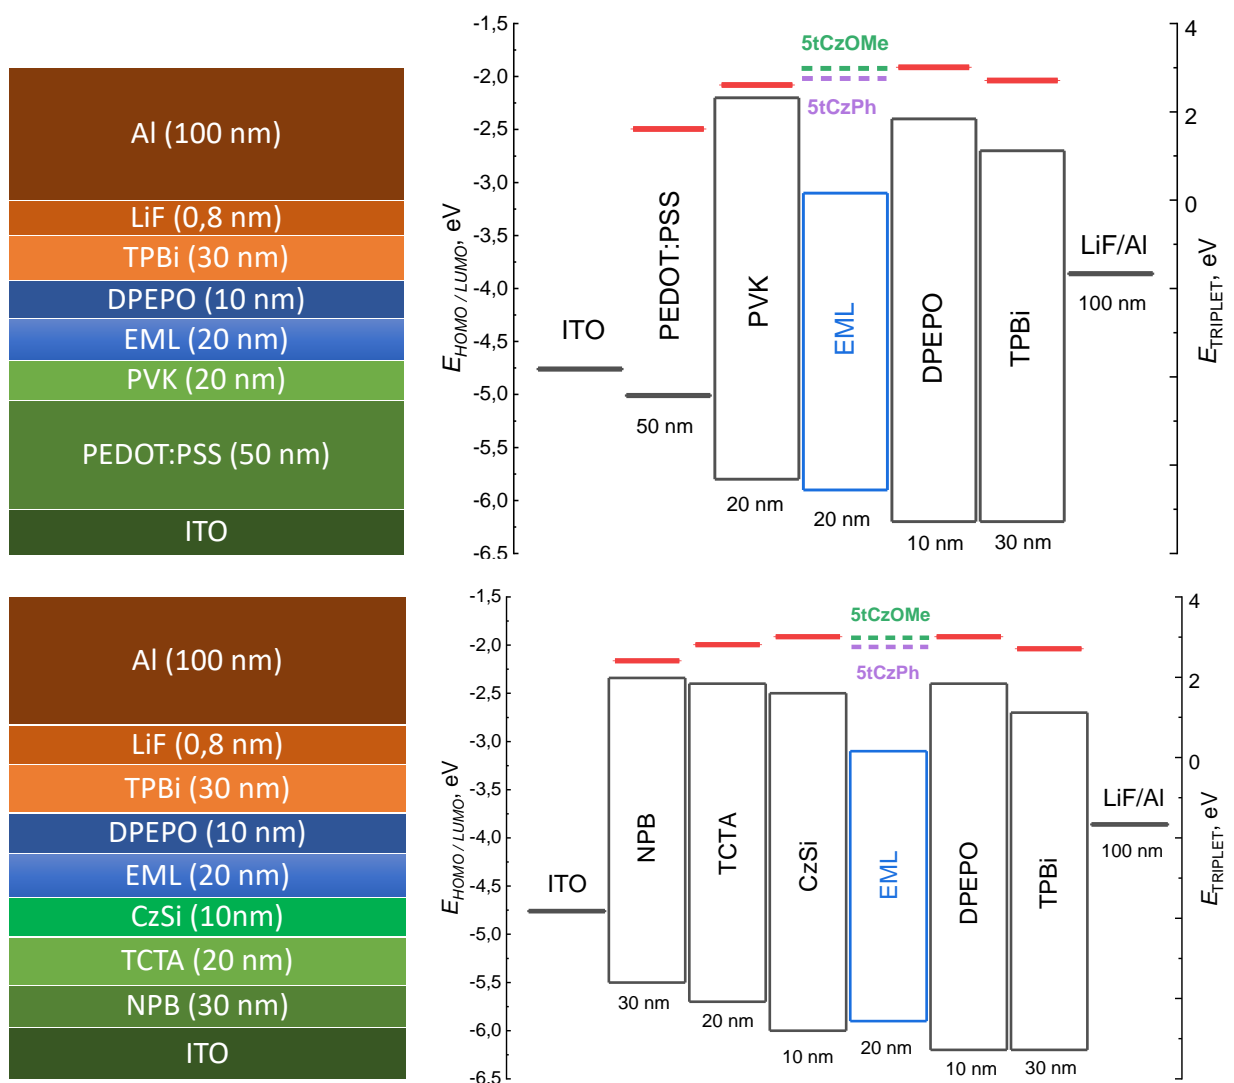 Al (100 nm)
LiF (0,8 nm)
TPBi (30 nm)
DPEPO (10 nm)
EML (20 nm)
PVK (20 nm)
PEDOT:PSS (50 nm)
ITO
E_HOMO / LUMO, eV
-1,5
-2,0
-2,5
-3,0
-3,5
-4,0
-4,5
-5,0
-5,5
-6,0
-6,5
ITO
PEDOT:PSS
50 nm
PVK
20 nm
5tCzOMe
5tCzPh
EML
20 nm
DPEPO
10 nm
TPBi
30 nm
LiF/Al
100 nm
4
2
0
E_TRIPLET, eV
Al (100 nm)
LiF (0,8 nm)
TPBi (30 nm)
DPEPO (10 nm)
EML (20 nm)
CzSi (10nm)
TCTA (20 nm)
NPB (30 nm)
ITO
E_HOMO / LUMO, eV
-1,5
-2,0
-2,5
-3,0
-3,5
-4,0
-4,5
-5,0
-5,5
-6,0
-6,5
ITO
NPB
30 nm
TCTA
20 nm
CzSi
10 nm
5tCzOMe
5tCzPh
EML
20 nm
DPEPO
10 nm
TPBi
30 nm
LiF/Al
100 nm
4
2
0
E_TRIPLET, eV